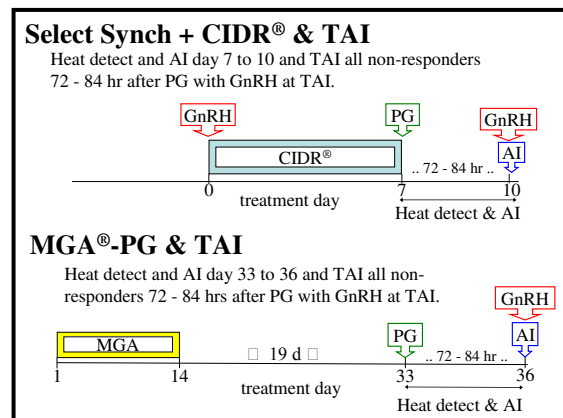 Select Synch + CIDR® & TAI
Heat detect and AI day 7 to 10 and TAI all non-responders
72 - 84 hr after PG with GnRH at TAI.
GnRH PG GnRH
CIDR® .. 72 - 84 hr .. AI
0 7 10
treatment day
Heat detect & AI
MGA®-PG & TAI
Heat detect and AI day 33 to 36 and TAI all non-
responders 72 - 84 hrs after PG with GnRH at TAI.
GnRH
MGA PG AI
19 d .. 72 - 84 hr ..
1 14 33 36
treatment day
Heat detect & AI